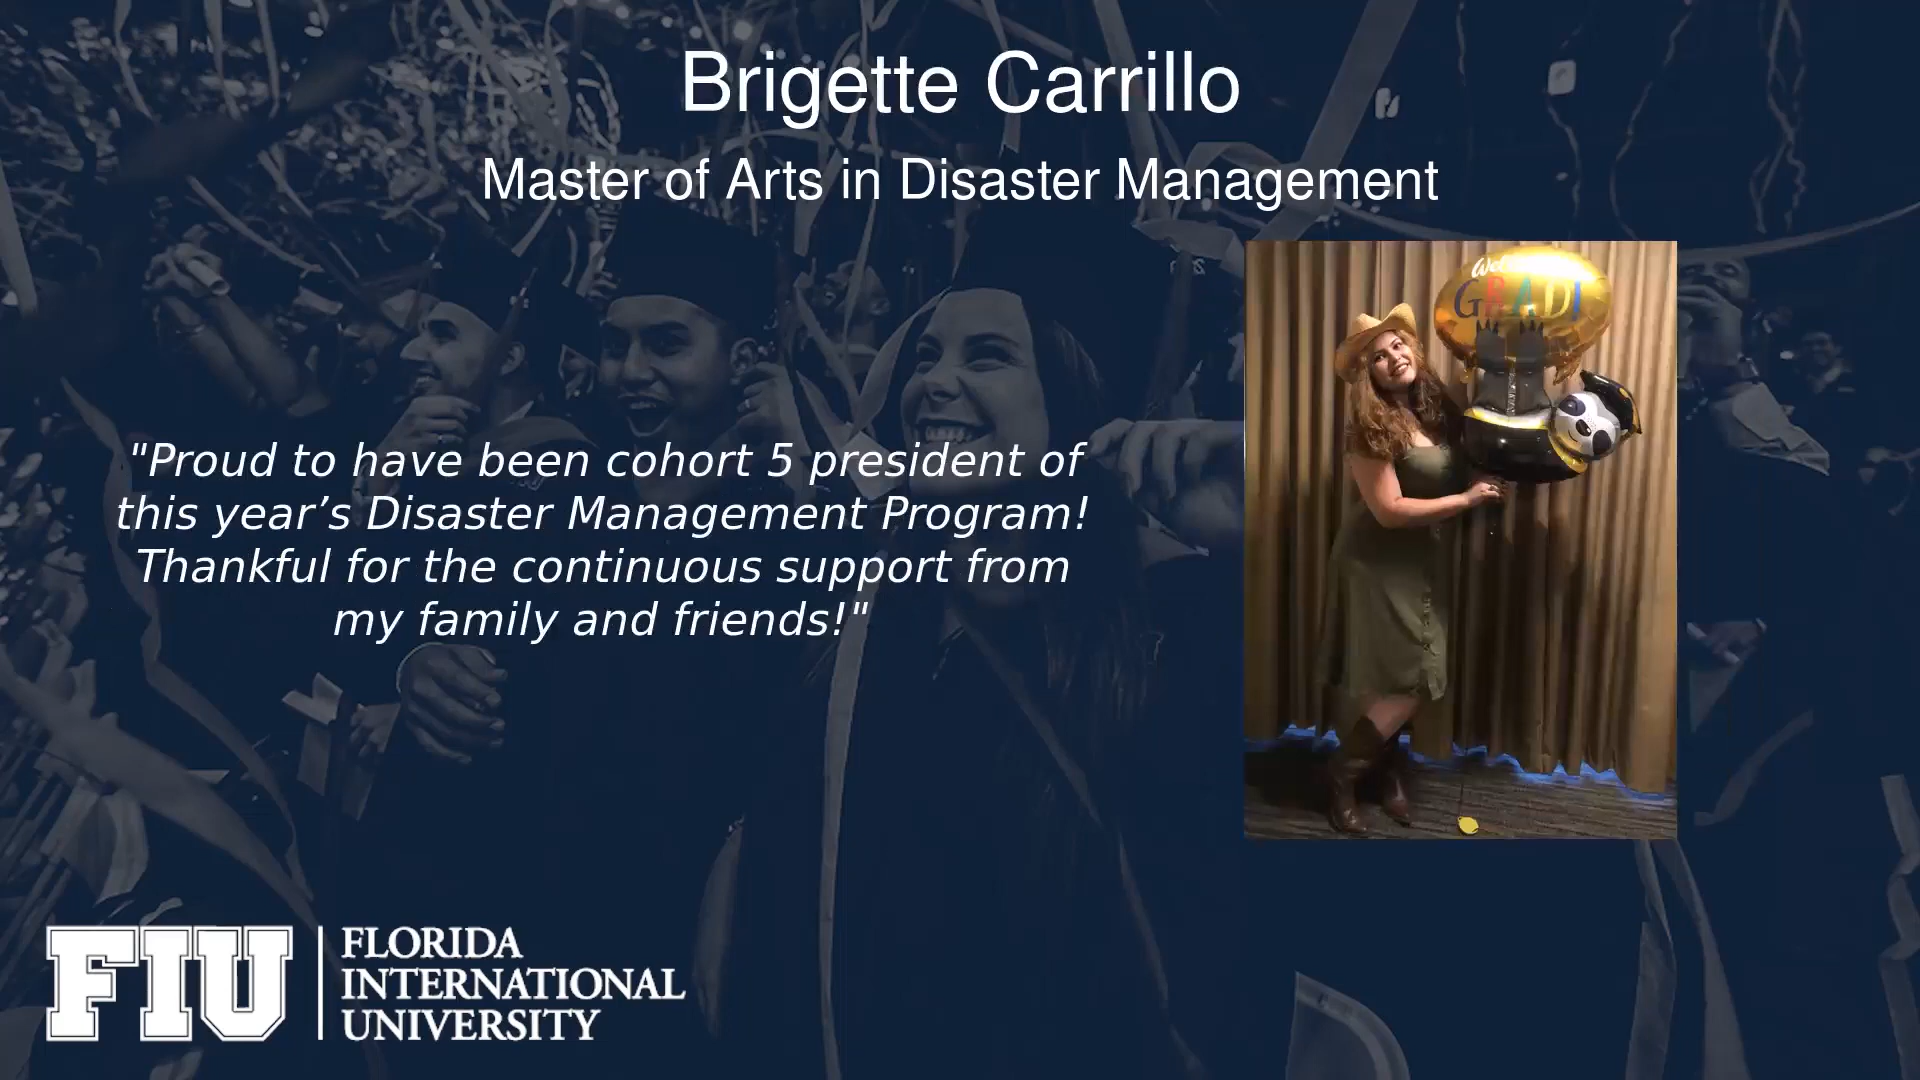 Brigette Carrillo
Master of Arts in Disaster Management
GRAD!
"Proud to have been cohort 5 president of
this year’s Disaster Management Program!
Thankful for the continuous support from
my family and friends!"
FIU
FLORIDA
INTERNATIONAL
UNIVERSITY